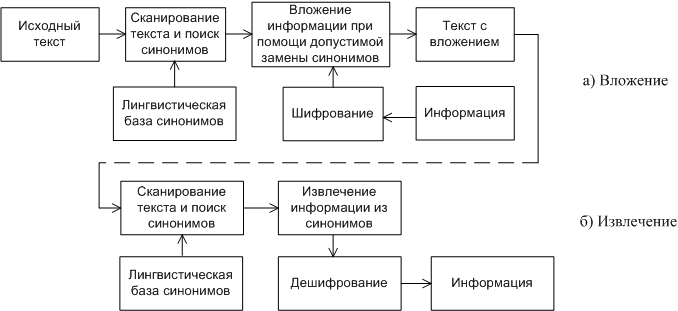 Исходный
текст
Сканирование
текста и поиск
синонимов
Вложение
информации при
помощи допустимой
замены синонимов
Текст с
вложением
Лингвистическая
база синонимов
Шифрование
Информация
а) Вложение
Сканирование
текста и поиск
синонимов
Извлечение
информации из
синонимов
б) Извлечение
Лингвистическая
база синонимов
Дешифрование
Информация